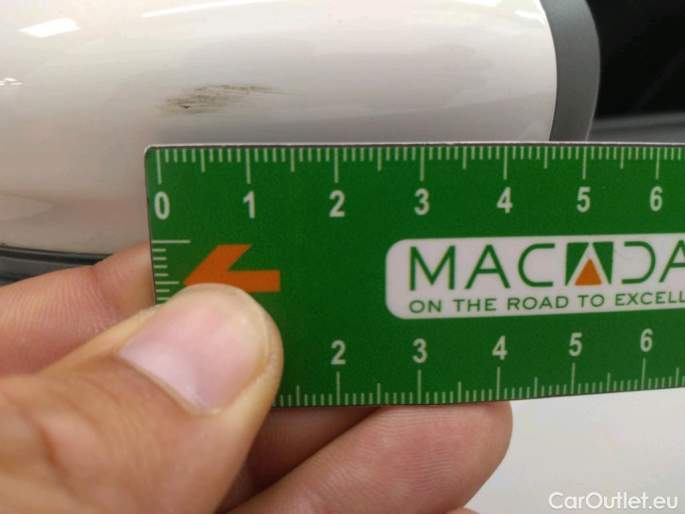 0 1 2 3 4 5 6
MACADA
ON THE ROAD TO EXCELL
2 3 4 5 6
CarOutlet.eu